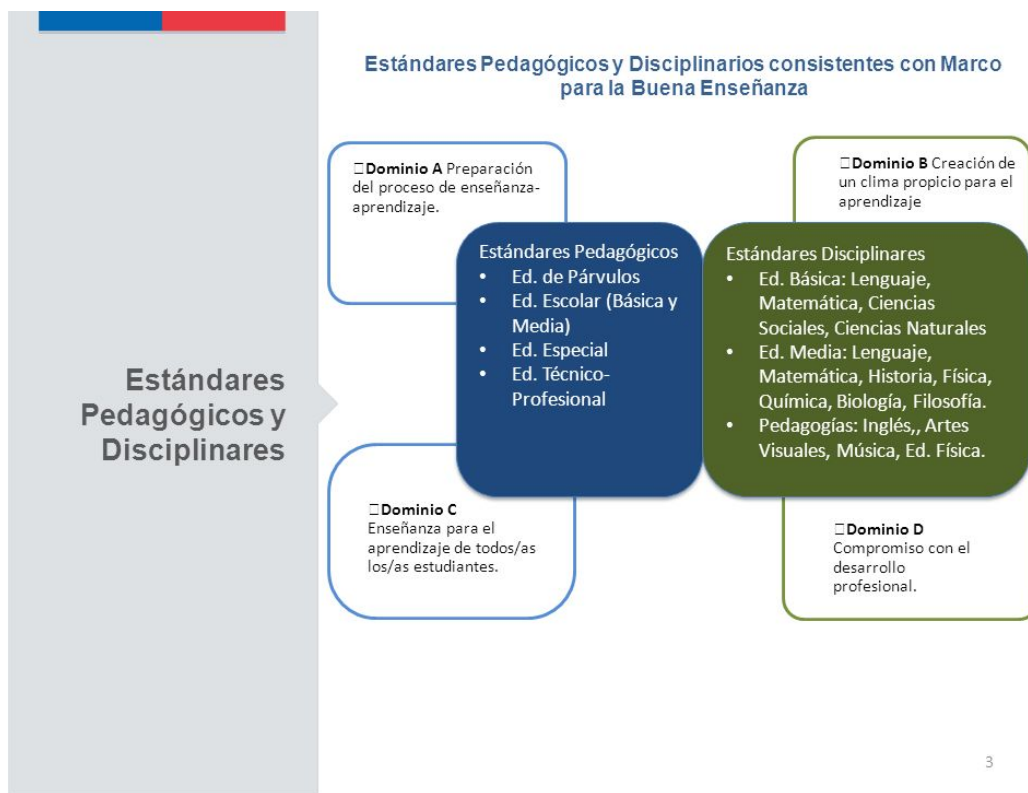 Estándares Pedagógicos y Disciplinarios consistentes con Marco
para la Buena Enseñanza
Dominio A Preparación
del proceso de enseñanza-
aprendizaje.
Dominio B Creación de
un clima propicio para el
aprendizaje
Estándares Pedagógicos
• Ed. de Párvulos
• Ed. Escolar (Básica y
Media)
• Ed. Especial
• Ed. Técnico-
Profesional
Estándares Disciplinares
• Ed. Básica: Lenguaje,
Matemática, Ciencias
Sociales, Ciencias Naturales
• Ed. Media: Lenguaje,
Matemática, Historia, Física,
Química, Biología, Filosofía.
• Pedagogías: Inglés,, Artes
Visuales, Música, Ed. Física.
Estándares
Pedagógicos y
Disciplinares
Dominio C
Enseñanza para el
aprendizaje de todos/as
los/as estudiantes.
Dominio D
Compromiso con el
desarrollo
profesional.
3